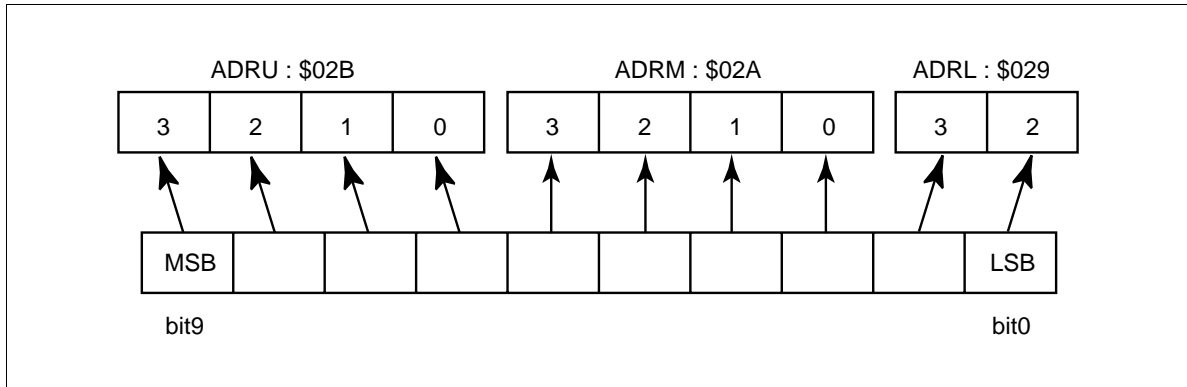 ADRU : $02B ADRM : $02A ADRL : $029
3 2 1 0 3 2 1 0 3 2
MSB LSB
bit9 bit0